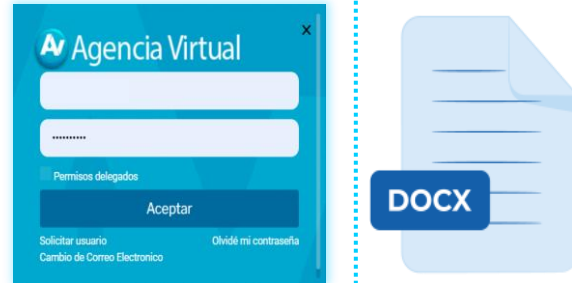 x
Av Agencia Virtual
..........
Permisos delegados
Aceptar
Solicitar usuario
Olvidé mi contraseña
Cambio de Correo Electronico
DOCX